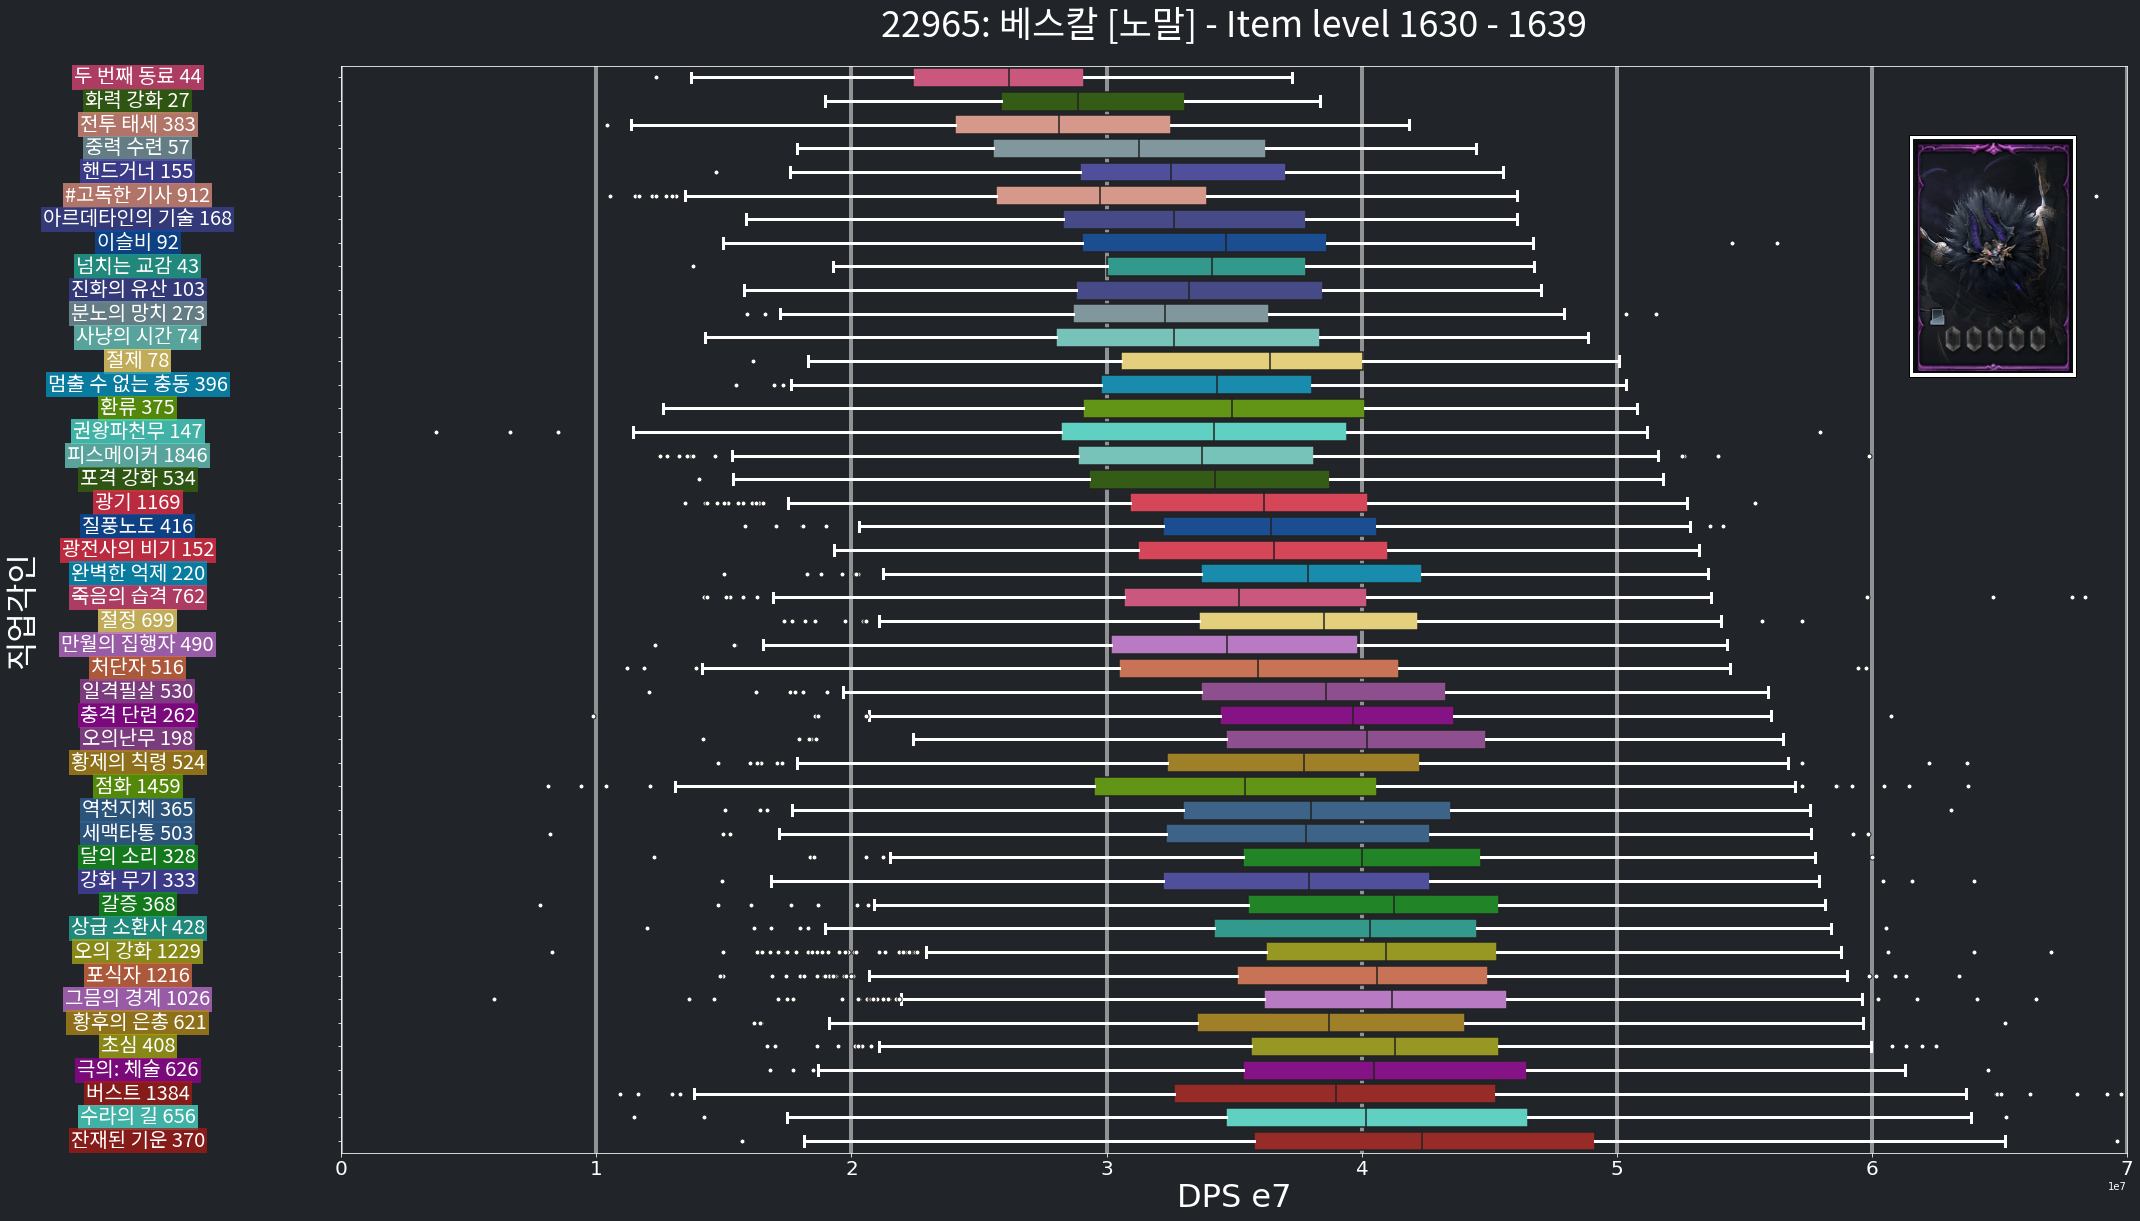 22965: 베스칼 [노말] - Item level 1630 - 1639
직업각인
두 번째 동료 44
화력 강화 27
전투 태세 383
중력 수련 57
핸드거너 155
#고독한 기사 912
아르데타인의 기술 168
이슬비 92
넘치는 교감 43
진화의 유산 103
분노의 망치 273
사냥의 시간 74
절제 78
멈출 수 없는 충동 396
환류 375
권왕파천무 147
피스메이커 1846
포격 강화 534
광기 1169
질풍노도 416
광전사의 비기 152
완벽한 억제 220
죽음의 습격 762
절정 699
만월의 집행자 490
처단자 516
일격필살 530
충격 단련 262
오의난무 198
황제의 칙령 524
점화 1459
역천지체 365
세맥타통 503
달의 소리 328
강화 무기 333
갈증 368
상급 소환사 428
오의 강화 1229
포식자 1216
그믐의 경계 1026
황후의 은총 621
초심 408
극의: 체술 626
버스트 1384
수라의 길 656
잔재된 기운 370
0 1 2 3 4 5 6 7
1e7
DPS e7